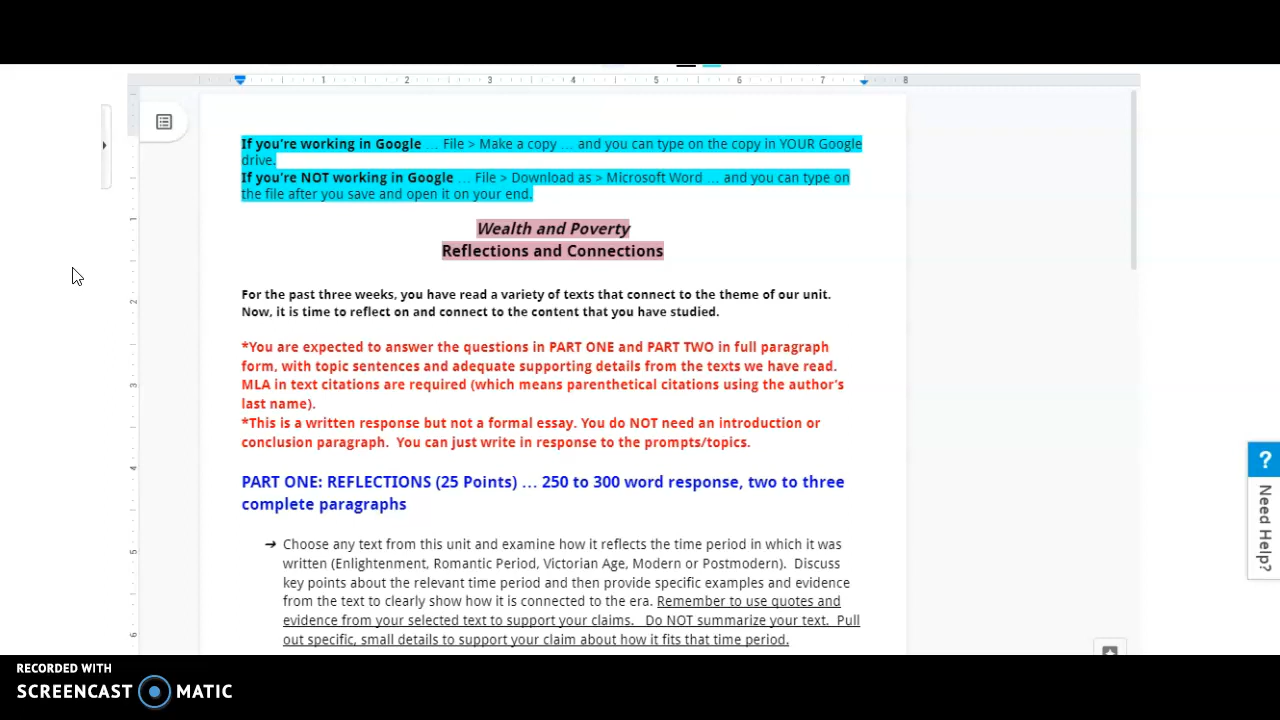 1 2 3 4 5 6 7 8
If you're working in Google … File > Make a copy … and you can type on the copy in YOUR Google
drive.
If you're NOT working in Google … File > Download as > Microsoft Word … and you can type on
the file after you save and open it on your end.
1
Wealth and Poverty
Reflections and Connections
For the past three weeks, you have read a variety of texts that connect to the theme of our unit.
2
Now, it is time to reflect on and connect to the content that you have studied.
*You are expected to answer the questions in PART ONE and PART TWO in full paragraph
form, with topic sentences and adequate supporting details from the texts we have read.
3
MLA in text citations are required (which means parenthetical citations using the author's
last name).
*This is a written response but not a formal essay. You do NOT need an introduction or
conclusion paragraph. You can just write in response to the prompts/topics.
4
PART ONE: REFLECTIONS (25 Points) … 250 to 300 word response, two to three
complete paragraphs
?
Need Help?
➔ Choose any text from this unit and examine how it reflects the time period in which it was
5
written (Enlightenment, Romantic Period, Victorian Age, Modern or Postmodern). Discuss
key points about the relevant time period and then provide specific examples and evidence
from the text to clearly show how it is connected to the era. Remember to use quotes and
evidence from your selected text to support your claims. Do NOT summarize your text. Pull
6
out specific, small details to support your claim about how it fits that time period.
RECORDED WITH
SCREENCAST MATIC